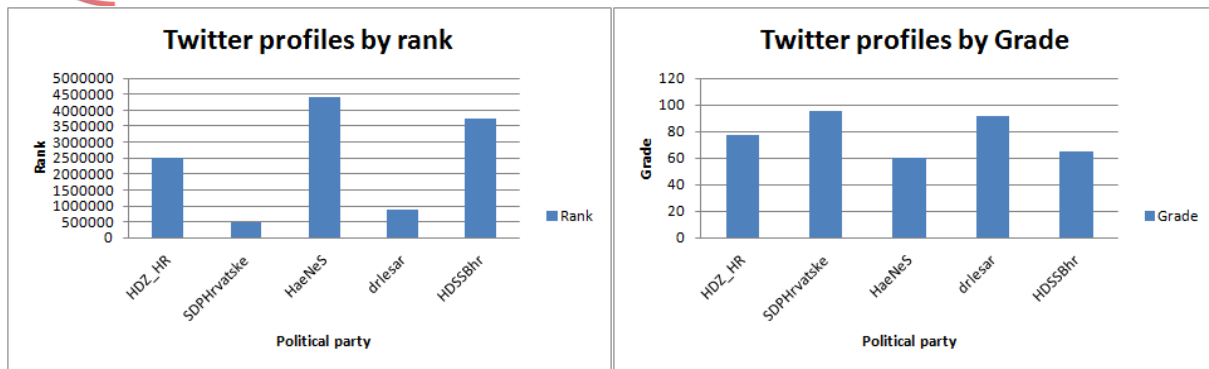 Twitter profiles by rank
5000000
4500000
4000000
3500000
3000000
2500000
2000000
1500000
1000000
500000
0
Rank
HDZ_HR
SDPHrvatske
HaeNeS
drlesar
HDSSBhr
Political party
Rank
Twitter profiles by Grade
120
100
80
60
40
20
0
Grade
HDZ_HR
SDPHrvatske
HaeNeS
drlesar
HDSSBhr
Political party
Grade